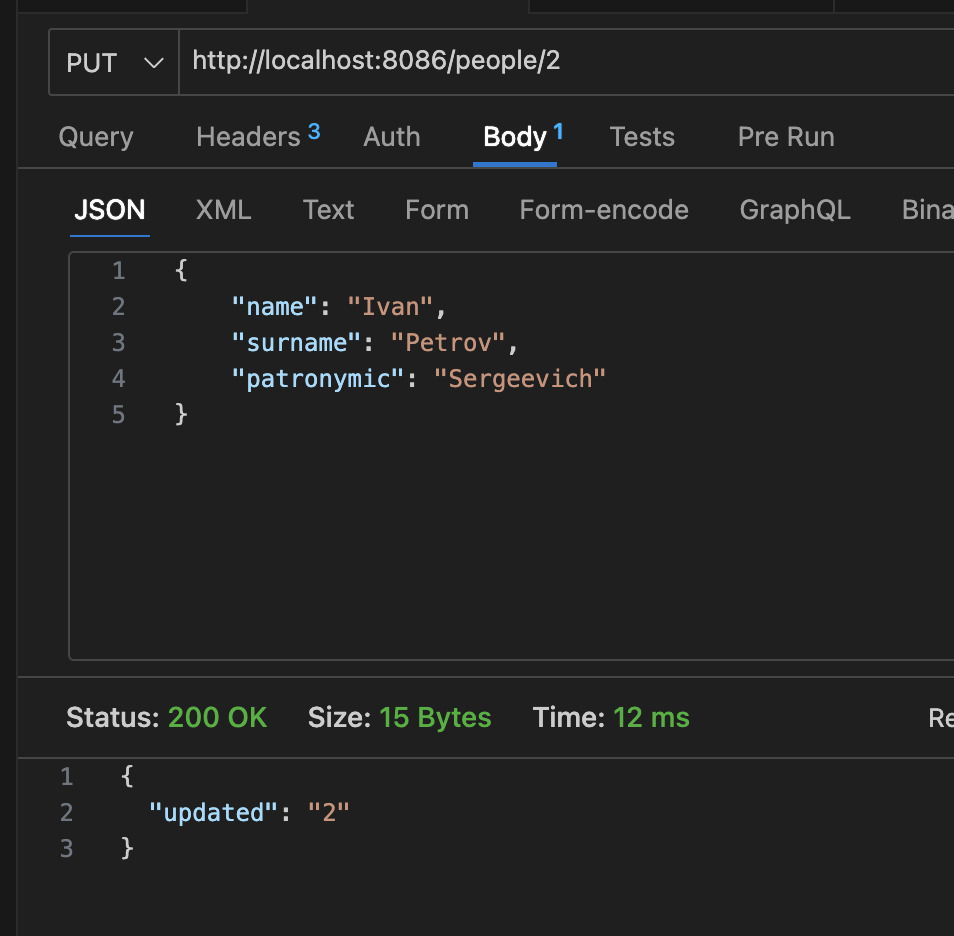 PUT http://localhost:8086/people/2
Query Headers 3 Auth Body 1 Tests Pre Run
JSON XML Text Form Form-encode GraphQL
1 {
2 "name": "Ivan",
3 "surname": "Petrov",
4 "patronymic": "Sergeevich"
5 }
Status: 200 OK Size: 15 Bytes Time: 12 ms
1 {
2 "updated": "2"
3 }